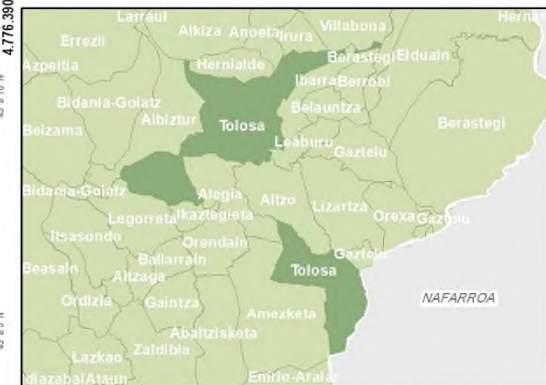 4.776.390
Larraul
Villabona
Hernan
Alkiza
Anoeta
Irura
Errezil
Berastegi
Elduain
Azpeitia
Hernialde
Ibarra
Berrobi
Bidania-Goiatz
Belauntza
Albiztur
Tolosa
Berastegi
Beizama
Leaburu
Gaztelu
Bidania-Goiatz
Alegia
Altzo
Lizartza
Legorreta
Ikaztegieta
Orexa
Gaztelu
Itsasondo
Orendain
Baliarrain
Gaztelu
Beasain
Altzaga
Tolosa
Ordizia
Gaintza
NAFARROA
Amezketa
Abaltzisketa
Zaldibia
Lazkao
Enirio-Aralar
diazabal
Ataun